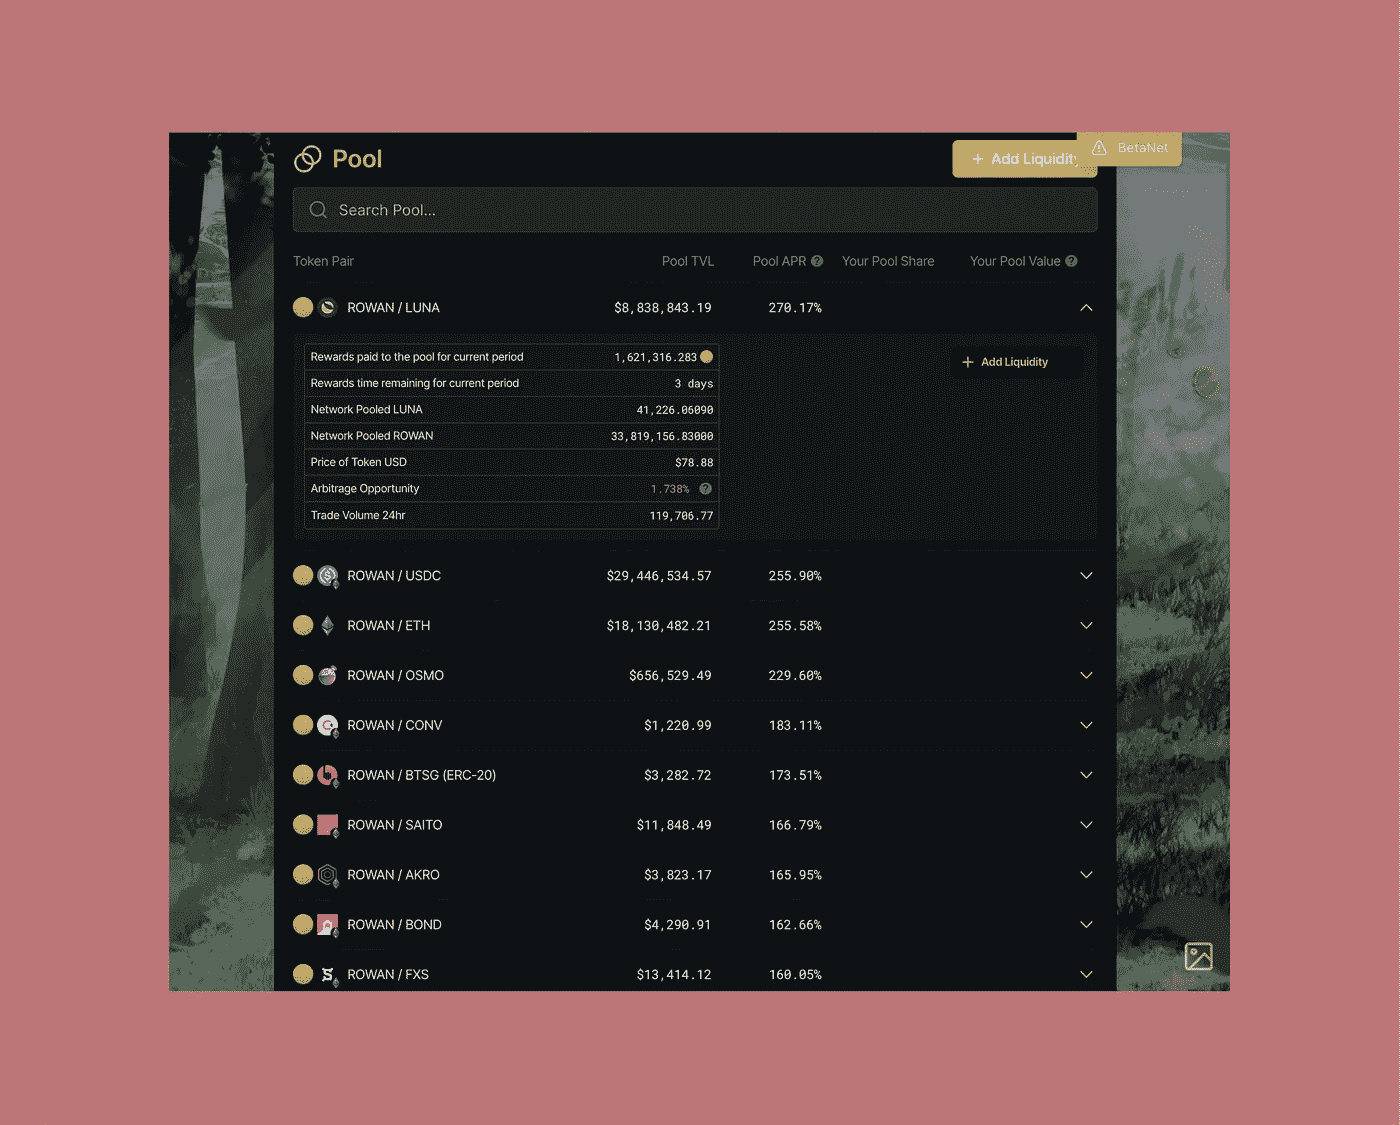 Pool
+ Add Liquidity
BetaNet
Search Pool...
Token Pair Pool TVL Pool APR ? Your Pool Share Your Pool Value ?
ROWAN / LUNA $8,838,843.19 270.17%
Rewards paid to the pool for current period 1,621,316.283
+ Add Liquidity
Rewards time remaining for current period 3 days
Network Pooled LUNA 41,226.06090
Network Pooled ROWAN 33,819,156.83000
Price of Token USD $78.88
Arbitrage Opportunity 1.738% ?
Trade Volume 24hr 119,706.77
ROWAN / USDC $29,446,534.57 255.90%
ROWAN / ETH $18,130,482.21 255.58%
ROWAN / OSMO $656,529.49 229.60%
ROWAN / CONV $1,220.99 183.11%
ROWAN / BTSG (ERC-20) $3,282.72 173.51%
ROWAN / SAITO $11,848.49 166.79%
ROWAN / AKRO $3,823.17 165.95%
ROWAN / BOND $4,290.91 162.66%
ROWAN / FXS $13,414.12 160.05%